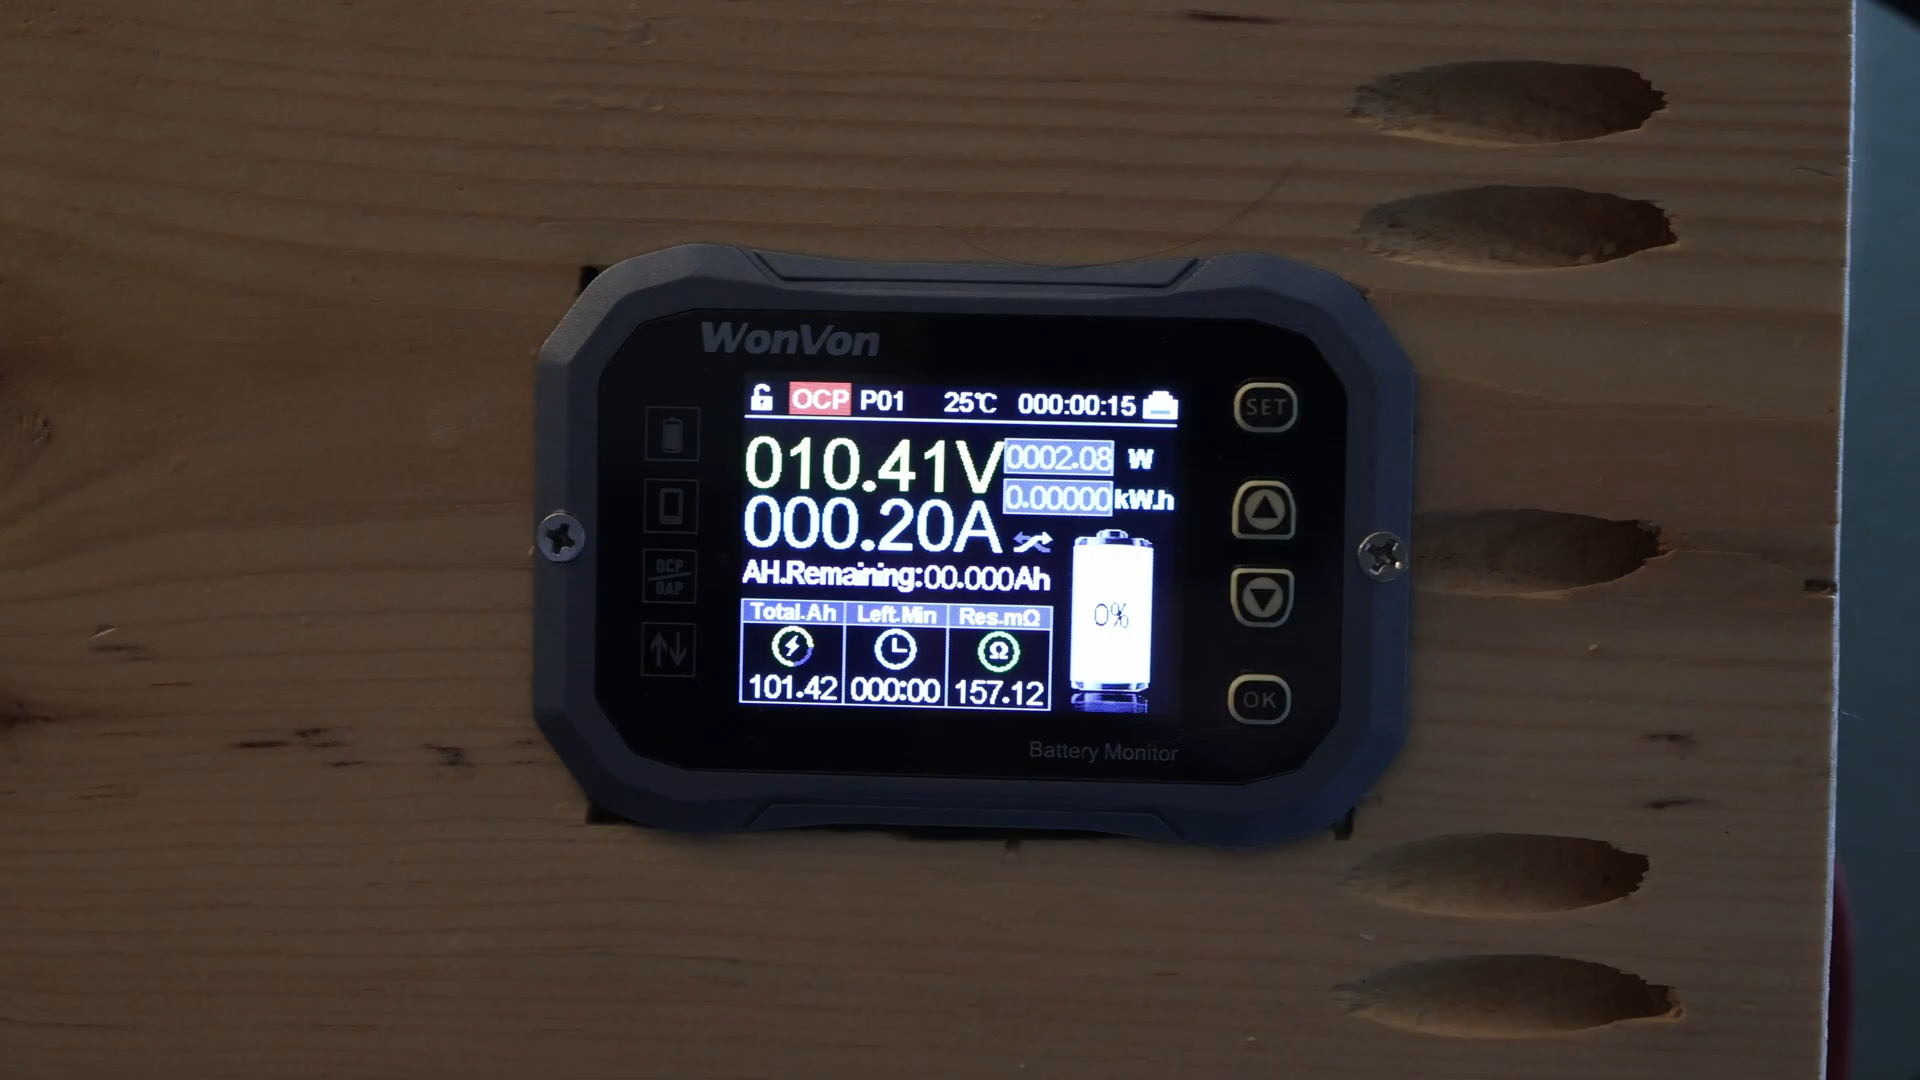 WonVon
OCP P01 25℃ 000:00:15
010.41V 0002.08 W
0.00000 kW.h
000.20A
AH.Remaining:00.000Ah
0%
Total.Ah Left.Min Res.mΩ
Ω
101.42 000:00 157.12
Battery Monitor
OCP
OAP
SET
OK